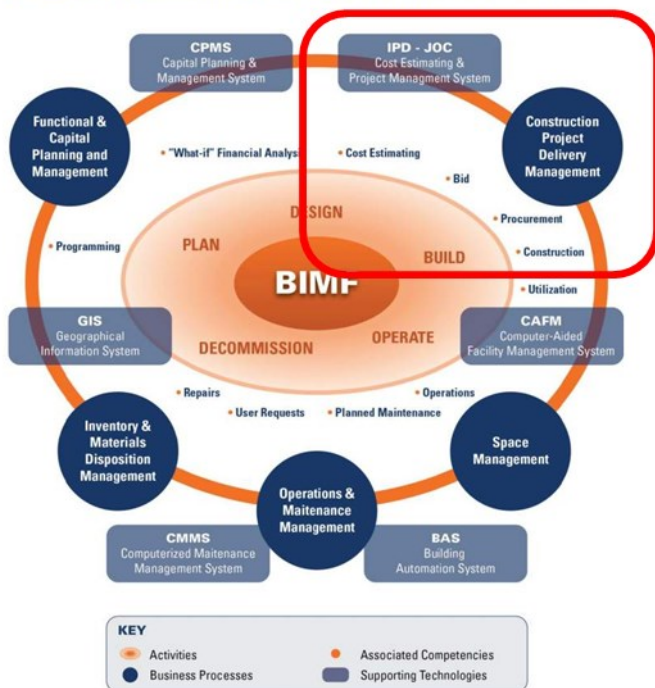 CPMS
Capital Planning &
Management System
IPD - JOC
Cost Estimating &
Project Managment System
Functional &
Capital
Planning and
Management
Construction
Project
Delivery
Management
• "What-if" Financial Analysi
• Cost Estimating
• Bid
• Procurement
• Construction
• Utilization
• Programming
DESIGN
PLAN
BUILD
BIMF
DECOMMISSION
OPERATE
GIS
Geographical
Information System
CAFM
Computer-Aided
Facility Management System
• Repairs
• User Requests
• Planned Maintenance
• Operations
Inventory &
Materials
Disposition
Management
Operations &
Maitenance
Management
Space
Management
CMMS
Computerized Maitenance
Management System
BAS
Building
Automation System
KEY
Activities
Business Processes
Associated Competencies
Supporting Technologies